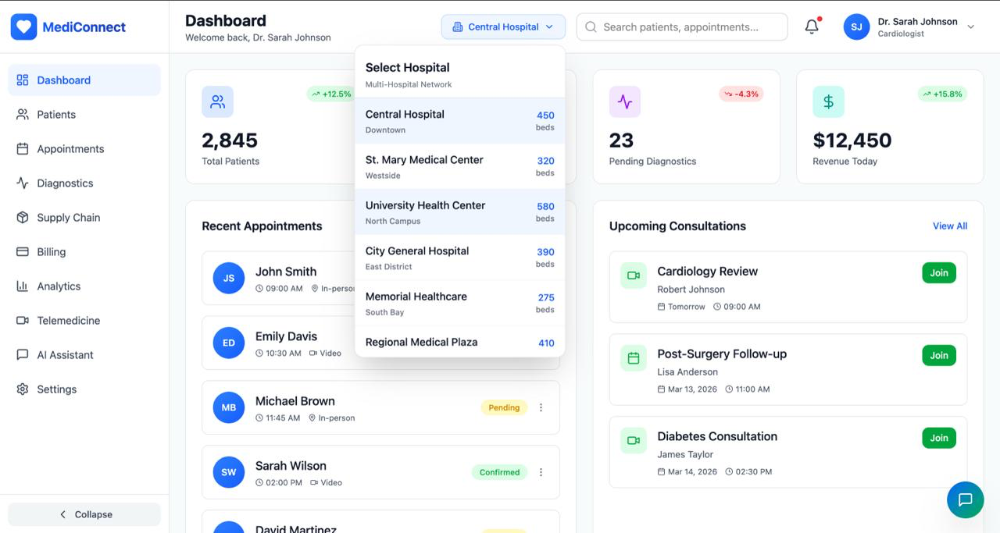 MediConnect
Dashboard
Welcome back, Dr. Sarah Johnson
Central Hospital
Search patients, appointments...
SJ
Dr. Sarah Johnson
Cardiologist
Dashboard
Patients
Appointments
Diagnostics
Supply Chain
Billing
Analytics
Telemedicine
AI Assistant
Settings
Collapse
+12.5%
2,845
Total Patients
Select Hospital
Multi-Hospital Network
Central Hospital
450
Downtown
beds
St. Mary Medical Center
320
Westside
beds
University Health Center
580
North Campus
beds
City General Hospital
390
East District
beds
Memorial Healthcare
275
South Bay
beds
Regional Medical Plaza
410
-4.3%
23
Pending Diagnostics
+15.8%
$12,450
Revenue Today
Recent Appointments
JS
John Smith
09:00 AM
In-person
ED
Emily Davis
10:30 AM
Video
MB
Michael Brown
11:45 AM
In-person
Pending
SW
Sarah Wilson
02:00 PM
Video
Confirmed
David Martinez
Upcoming Consultations
View All
Cardiology Review
Robert Johnson
Tomorrow
09:00 AM
Join
Post-Surgery Follow-up
Lisa Anderson
Mar 13, 2026
11:00 AM
Join
Diabetes Consultation
James Taylor
Mar 14, 2026
02:30 PM
Join